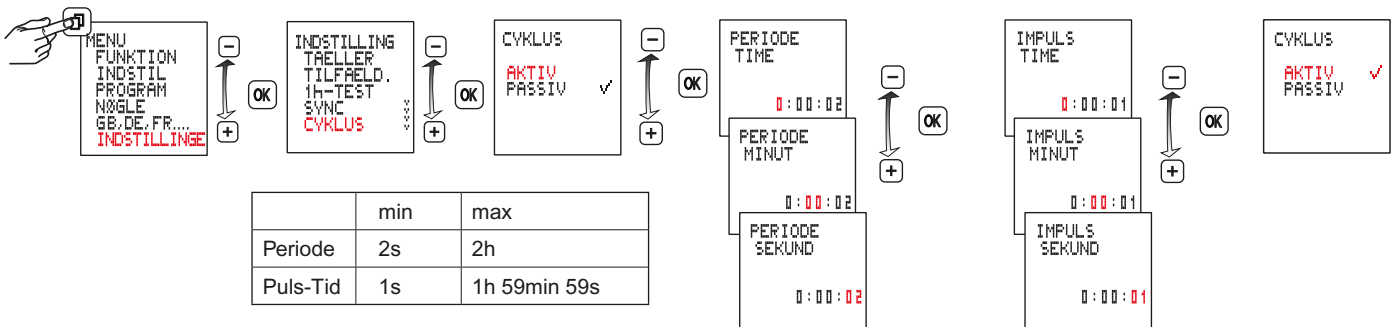 MENU
FUNKTION
INDSTIL
PROGRAM
NØGLE
GB,DE,FR....
INDSTILLINGE
−
OK
+
INDSTILLING
TAELLER
TILFAELD.
1h-TEST
SYNC
CYKLUS
−
OK
+
CYKLUS
AKTIV
PASSIV ✓
−
OK
+
PERIODE
TIME
0:00:02
PERIODE
MINUT
0:00:02
PERIODE
SEKUND
0:00:02
−
OK
+
IMPULS
TIME
0:00:01
IMPULS
MINUT
0:00:01
IMPULS
SEKUND
0:00:01
−
OK
+
CYKLUS
AKTIV ✓
PASSIV
min max
Periode 2s 2h
Puls-Tid 1s 1h 59min 59s